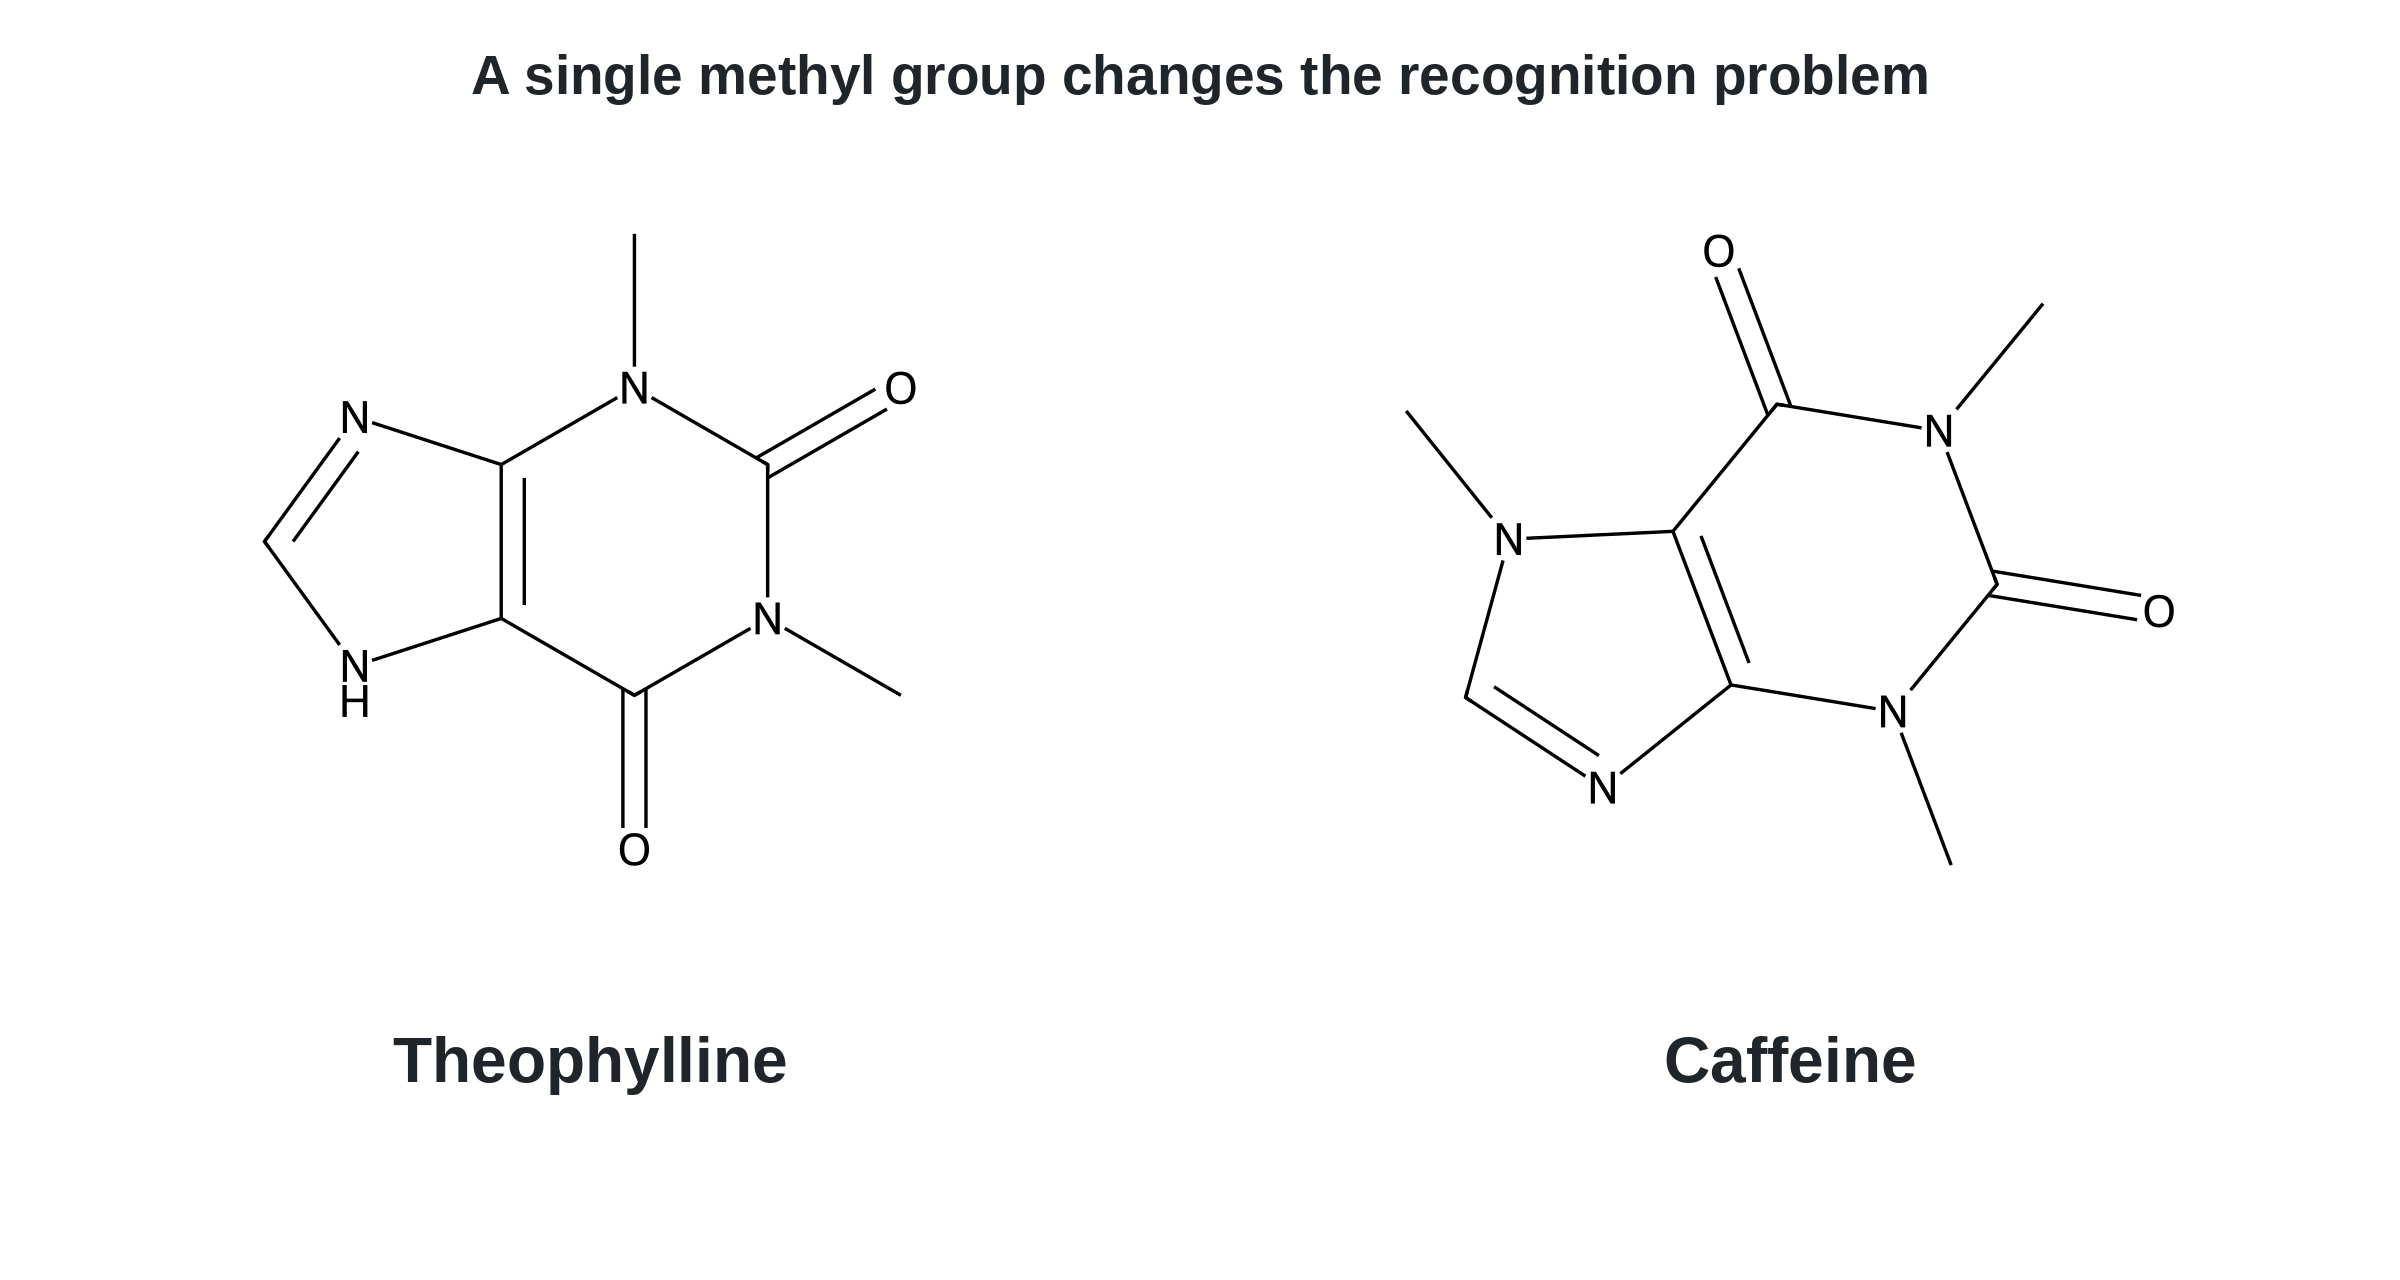 A single methyl group changes the recognition problem
O
N
O
N
N
N
N
O
N
H
N
O
N
O
N
Theophylline
Caffeine